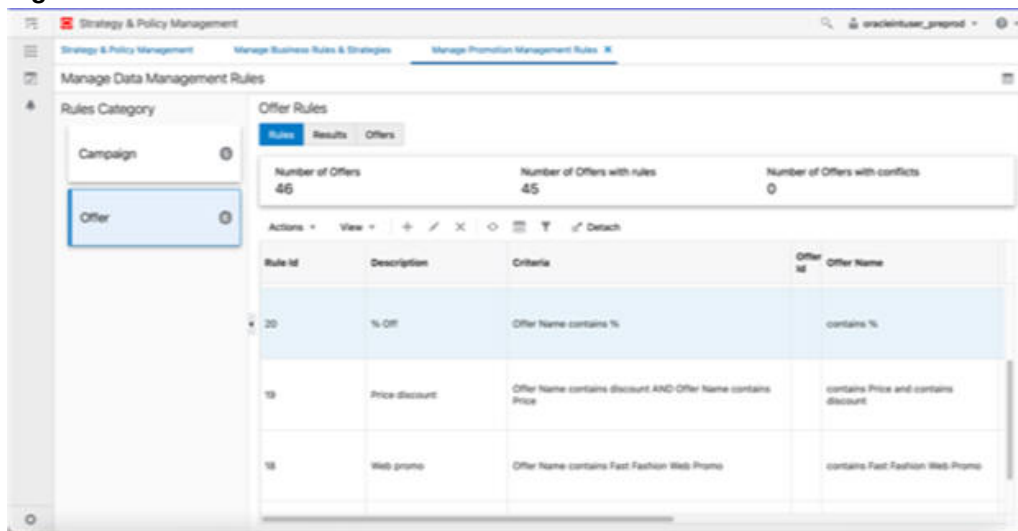 Strategy & Policy Management
oracleintuser_preprod
Strategy & Policy Management
Manage Business Rules & Strategies
Manage Promotion Management Rules
Manage Data Management Rules
Rules Category
Campaign
Offer
Offer Rules
Rules Results Offers
Number of Offers
46
Number of Offers with rules
45
Number of Offers with conflicts
0
Actions View Detach
Rule Id Description Criteria Offer Id Offer Name
20 % Off Offer Name contains % contains %
19 Price discount Offer Name contains discount AND Offer Name contains Price contains Price and contains discount
18 Web promo Offer Name contains Fast Fashion Web Promo contains Fast Fashion Web Promo